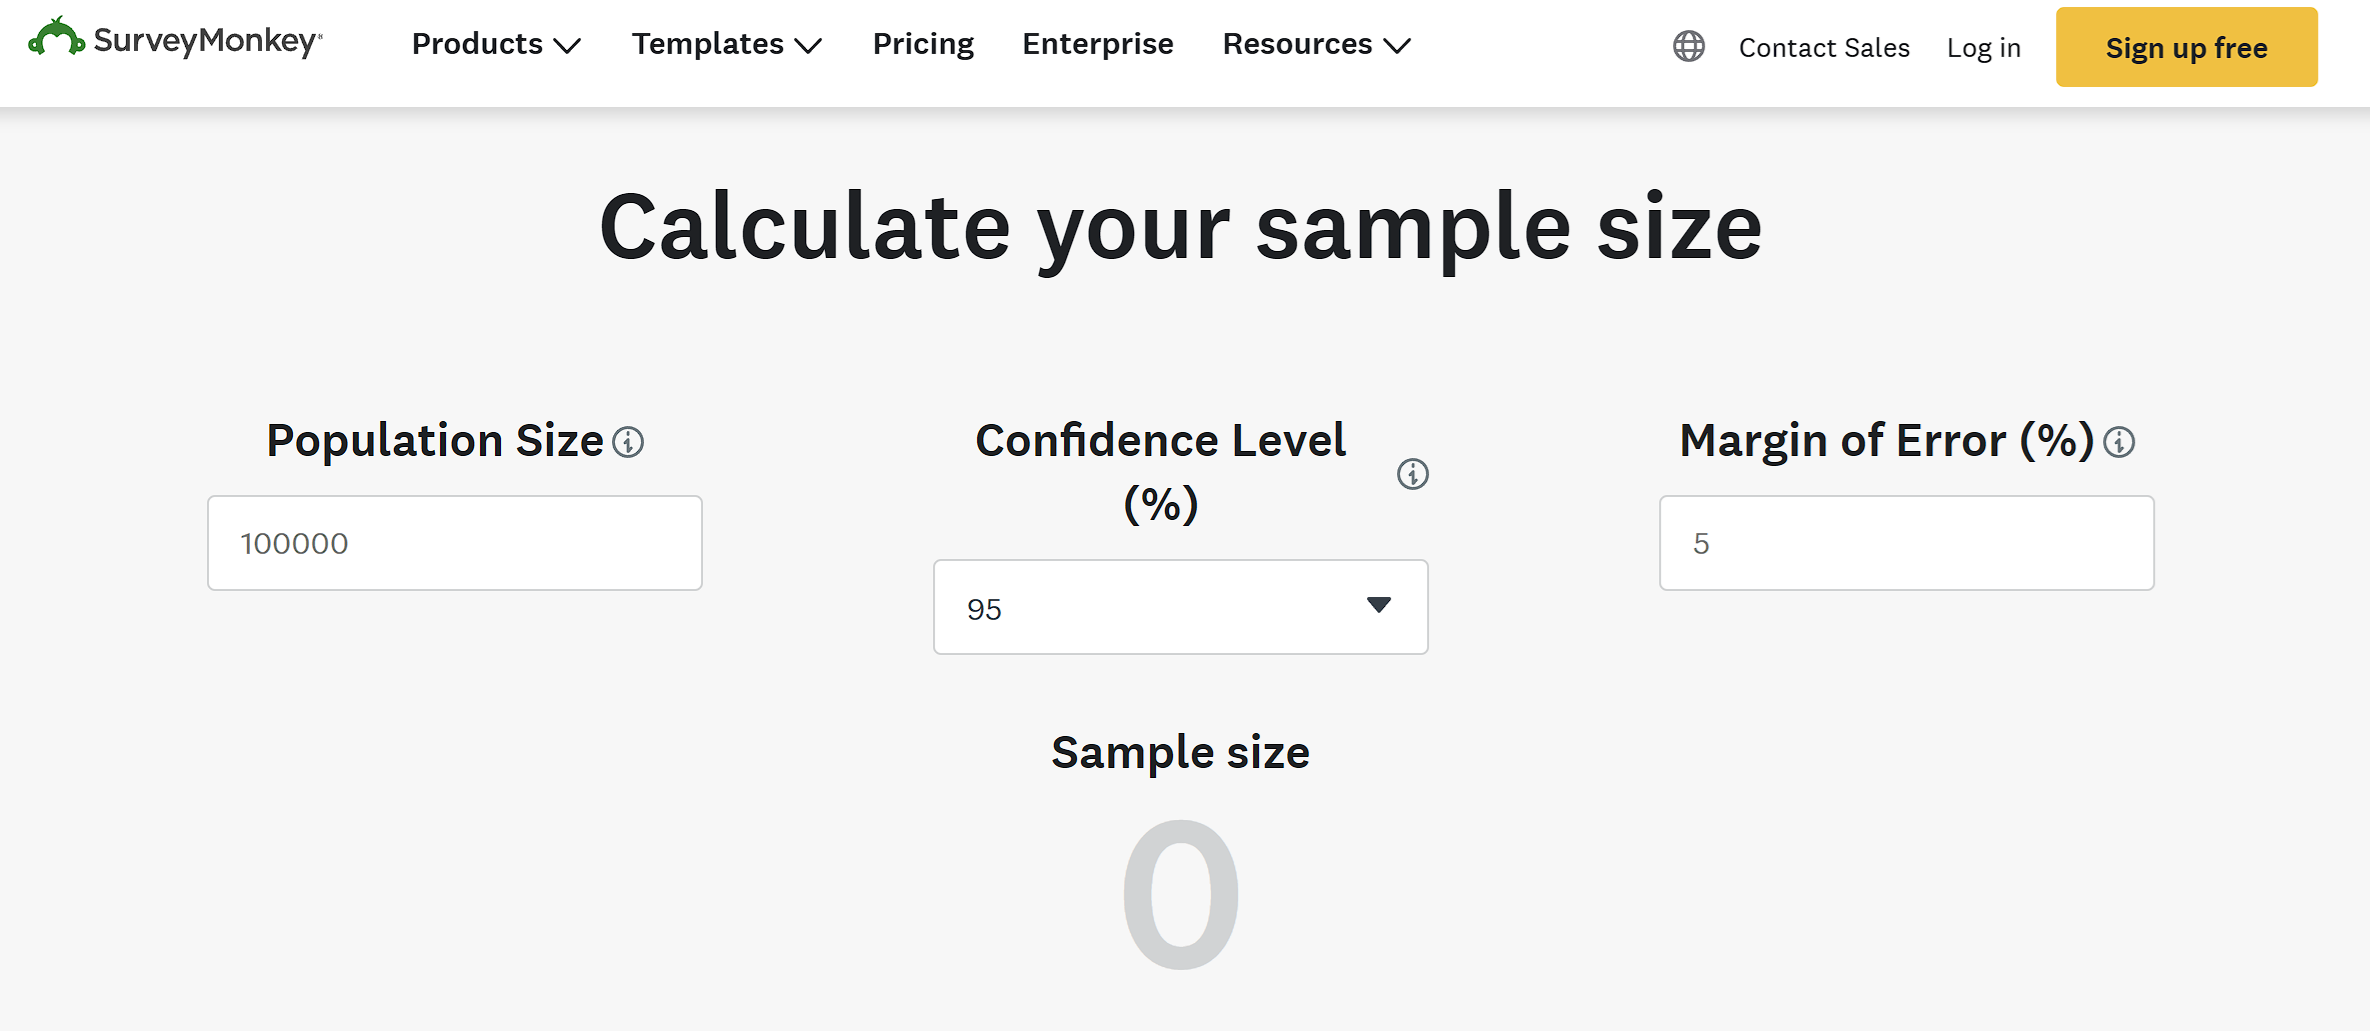 SurveyMonkey®
Products
Templates
Pricing
Enterprise
Resources
Contact Sales
Log in
Sign up free
Calculate your sample size
Population Size
100000
Confidence Level
(%)
95
Margin of Error (%)
5
Sample size
0